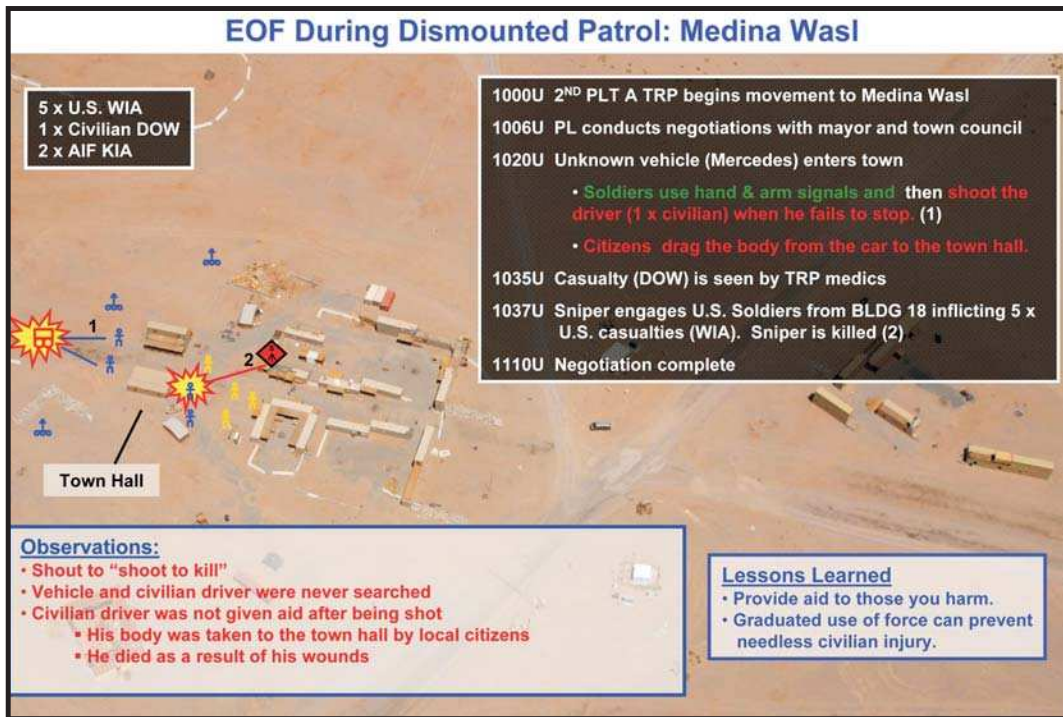 EOF During Dismounted Patrol: Medina Wasl
5 x U.S. WIA
1 x Civilian DOW
2 x AIF KIA
1000U 2ND PLT A TRP begins movement to Medina Wasl
1006U PL conducts negotiations with mayor and town council
1020U Unknown vehicle (Mercedes) enters town
• Soldiers use hand & arm signals and then shoot the
driver (1 x civilian) when he fails to stop. (1)
• Citizens drag the body from the car to the town hall.
1035U Casualty (DOW) is seen by TRP medics
1037U Sniper engages U.S. Soldiers from BLDG 18 inflicting 5 x
U.S. casualties (WIA). Sniper is killed (2)
1110U Negotiation complete
1
2
Town Hall
Observations:
• Shout to “shoot to kill”
• Vehicle and civilian driver were never searched
• Civilian driver was not given aid after being shot
▪ His body was taken to the town hall by local citizens
▪ He died as a result of his wounds
Lessons Learned
• Provide aid to those you harm.
• Graduated use of force can prevent
needless civilian injury.